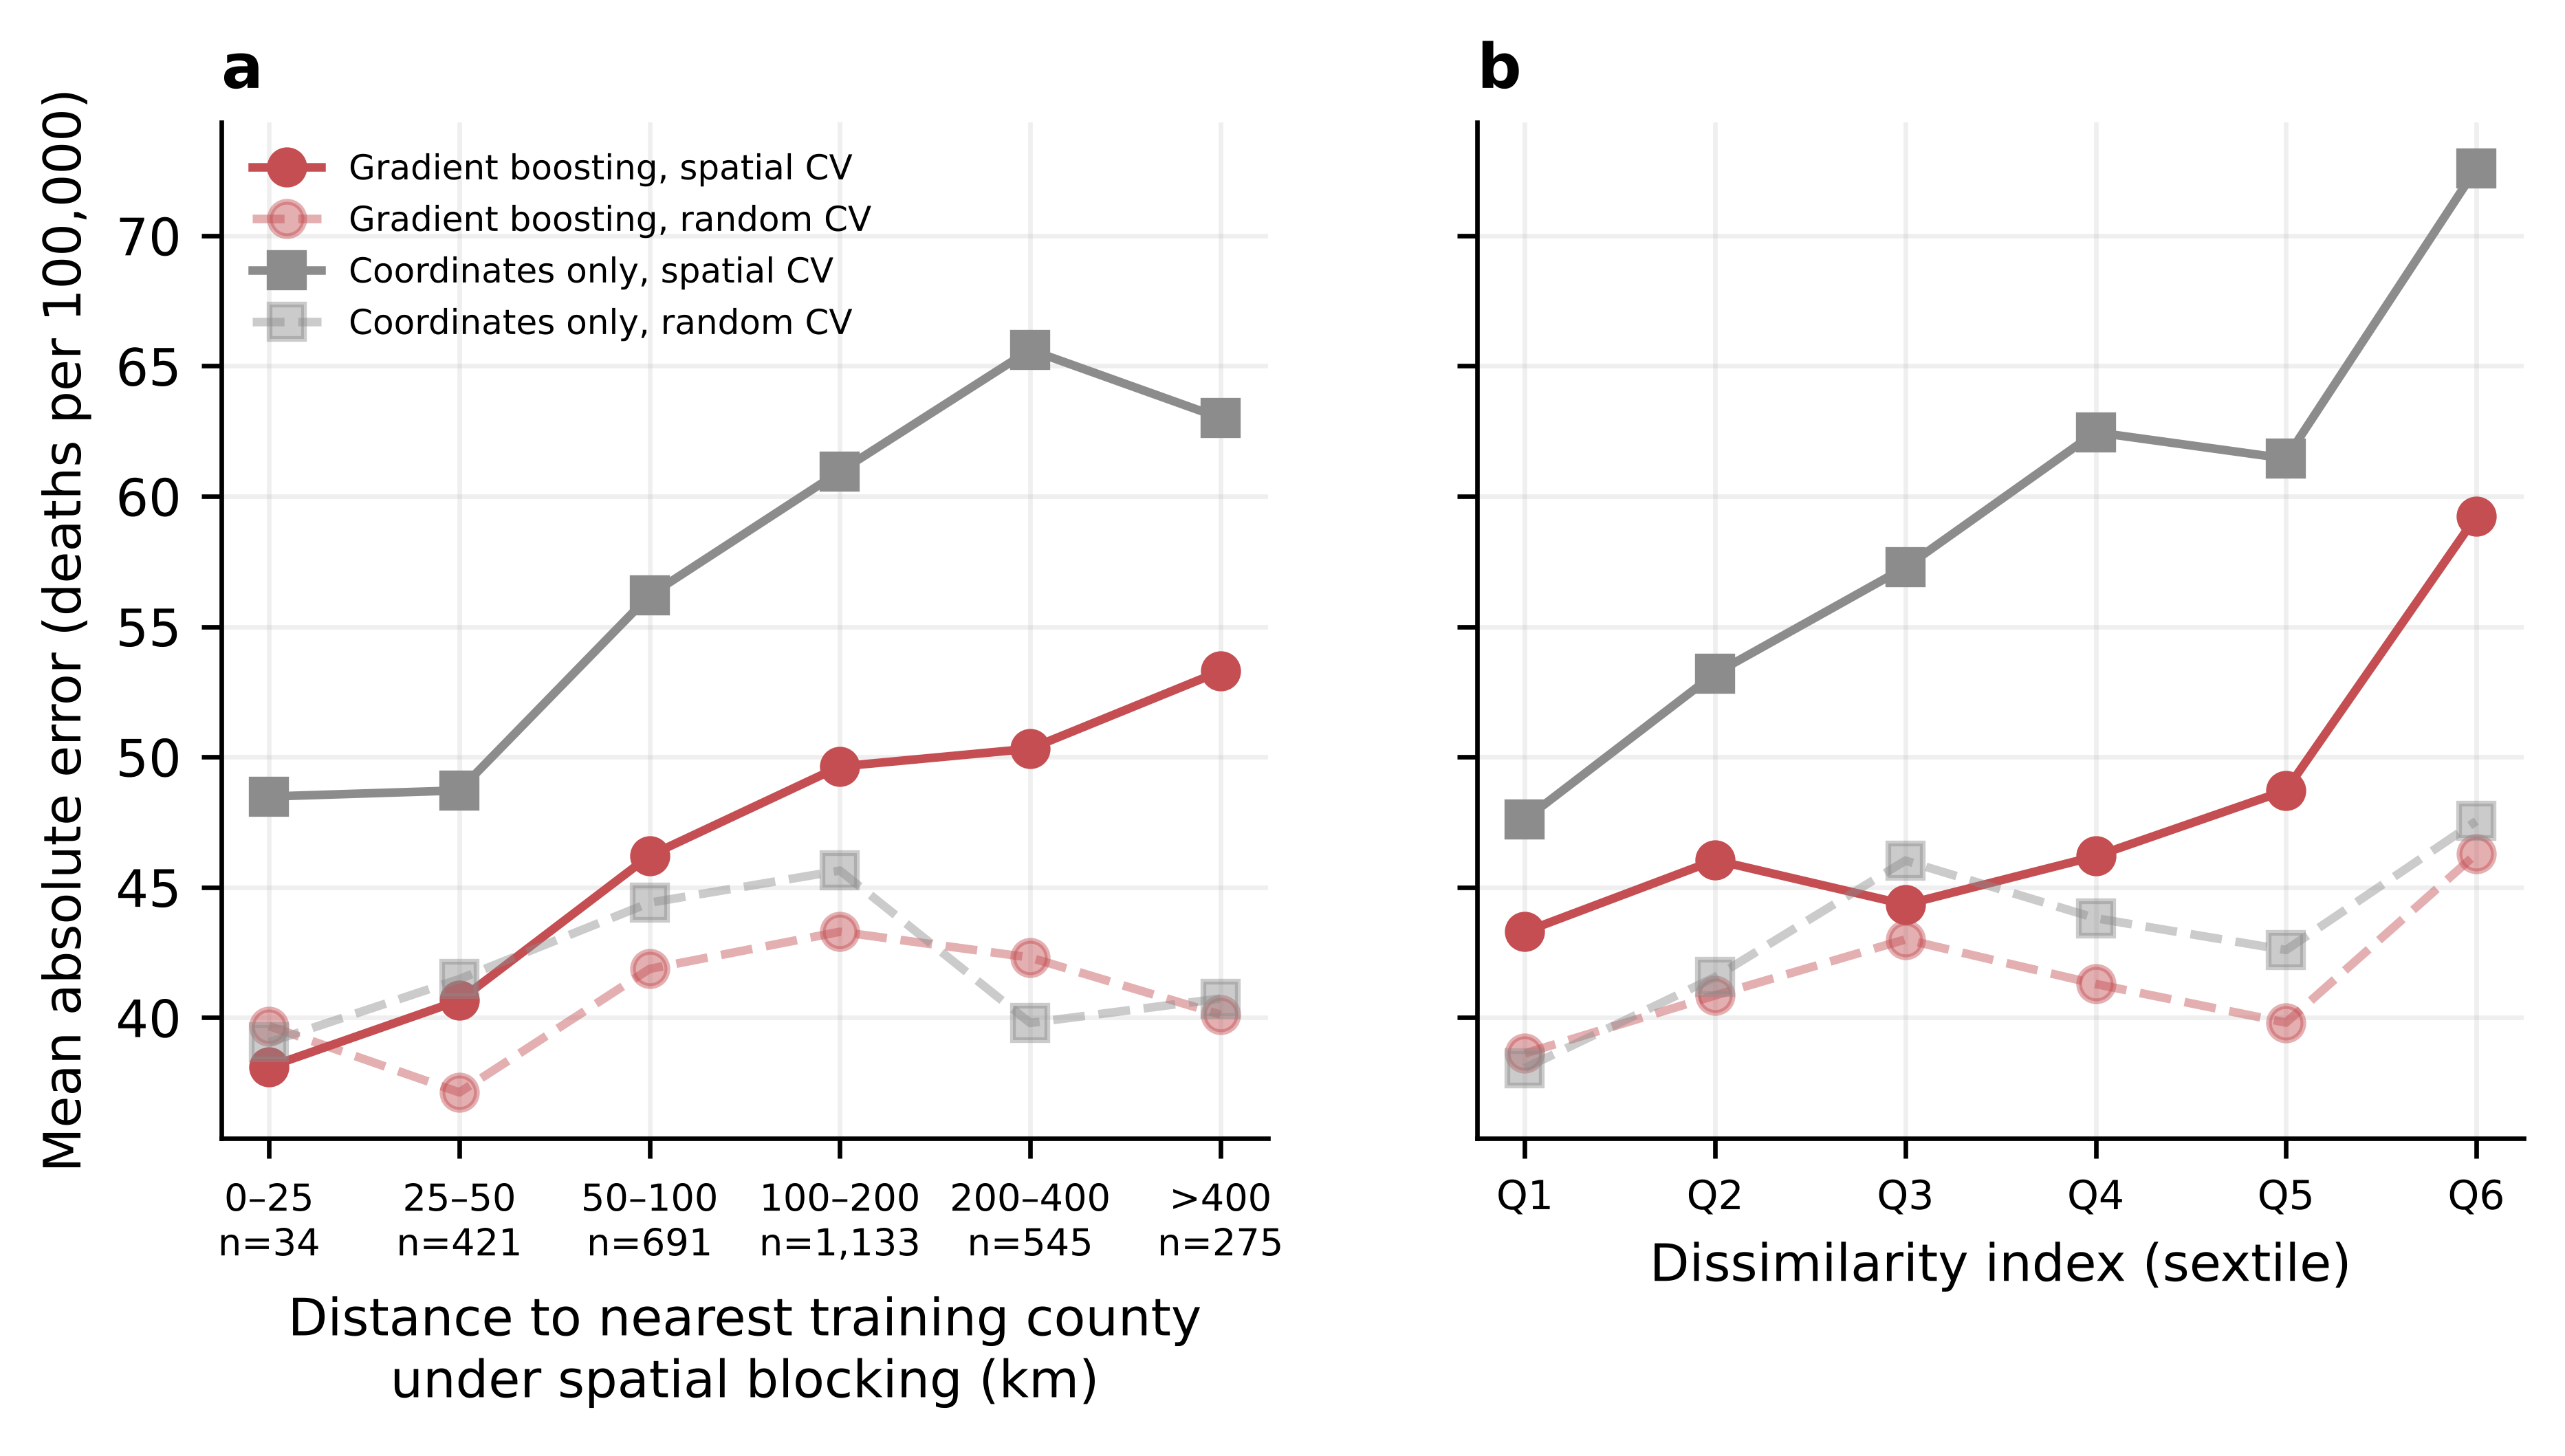 a
b
Mean absolute error (deaths per 100,000)
70
65
60
55
50
45
40
Gradient boosting, spatial CV
Gradient boosting, random CV
Coordinates only, spatial CV
Coordinates only, random CV
0–25
n=34
25–50
n=421
50–100
n=691
100–200
n=1,133
200–400
n=545
>400
n=275
Distance to nearest training county
under spatial blocking (km)
Q1
Q2
Q3
Q4
Q5
Q6
Dissimilarity index (sextile)